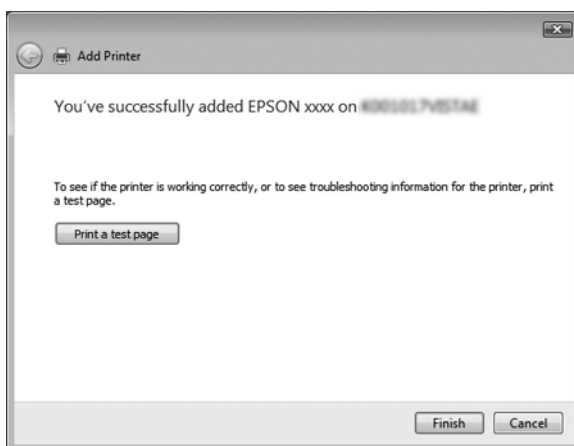 Add Printer
You've successfully added EPSON xxxx on
To see if the printer is working correctly, or to see troubleshooting information for the printer, print
a test page.
Print a test page
Finish
Cancel